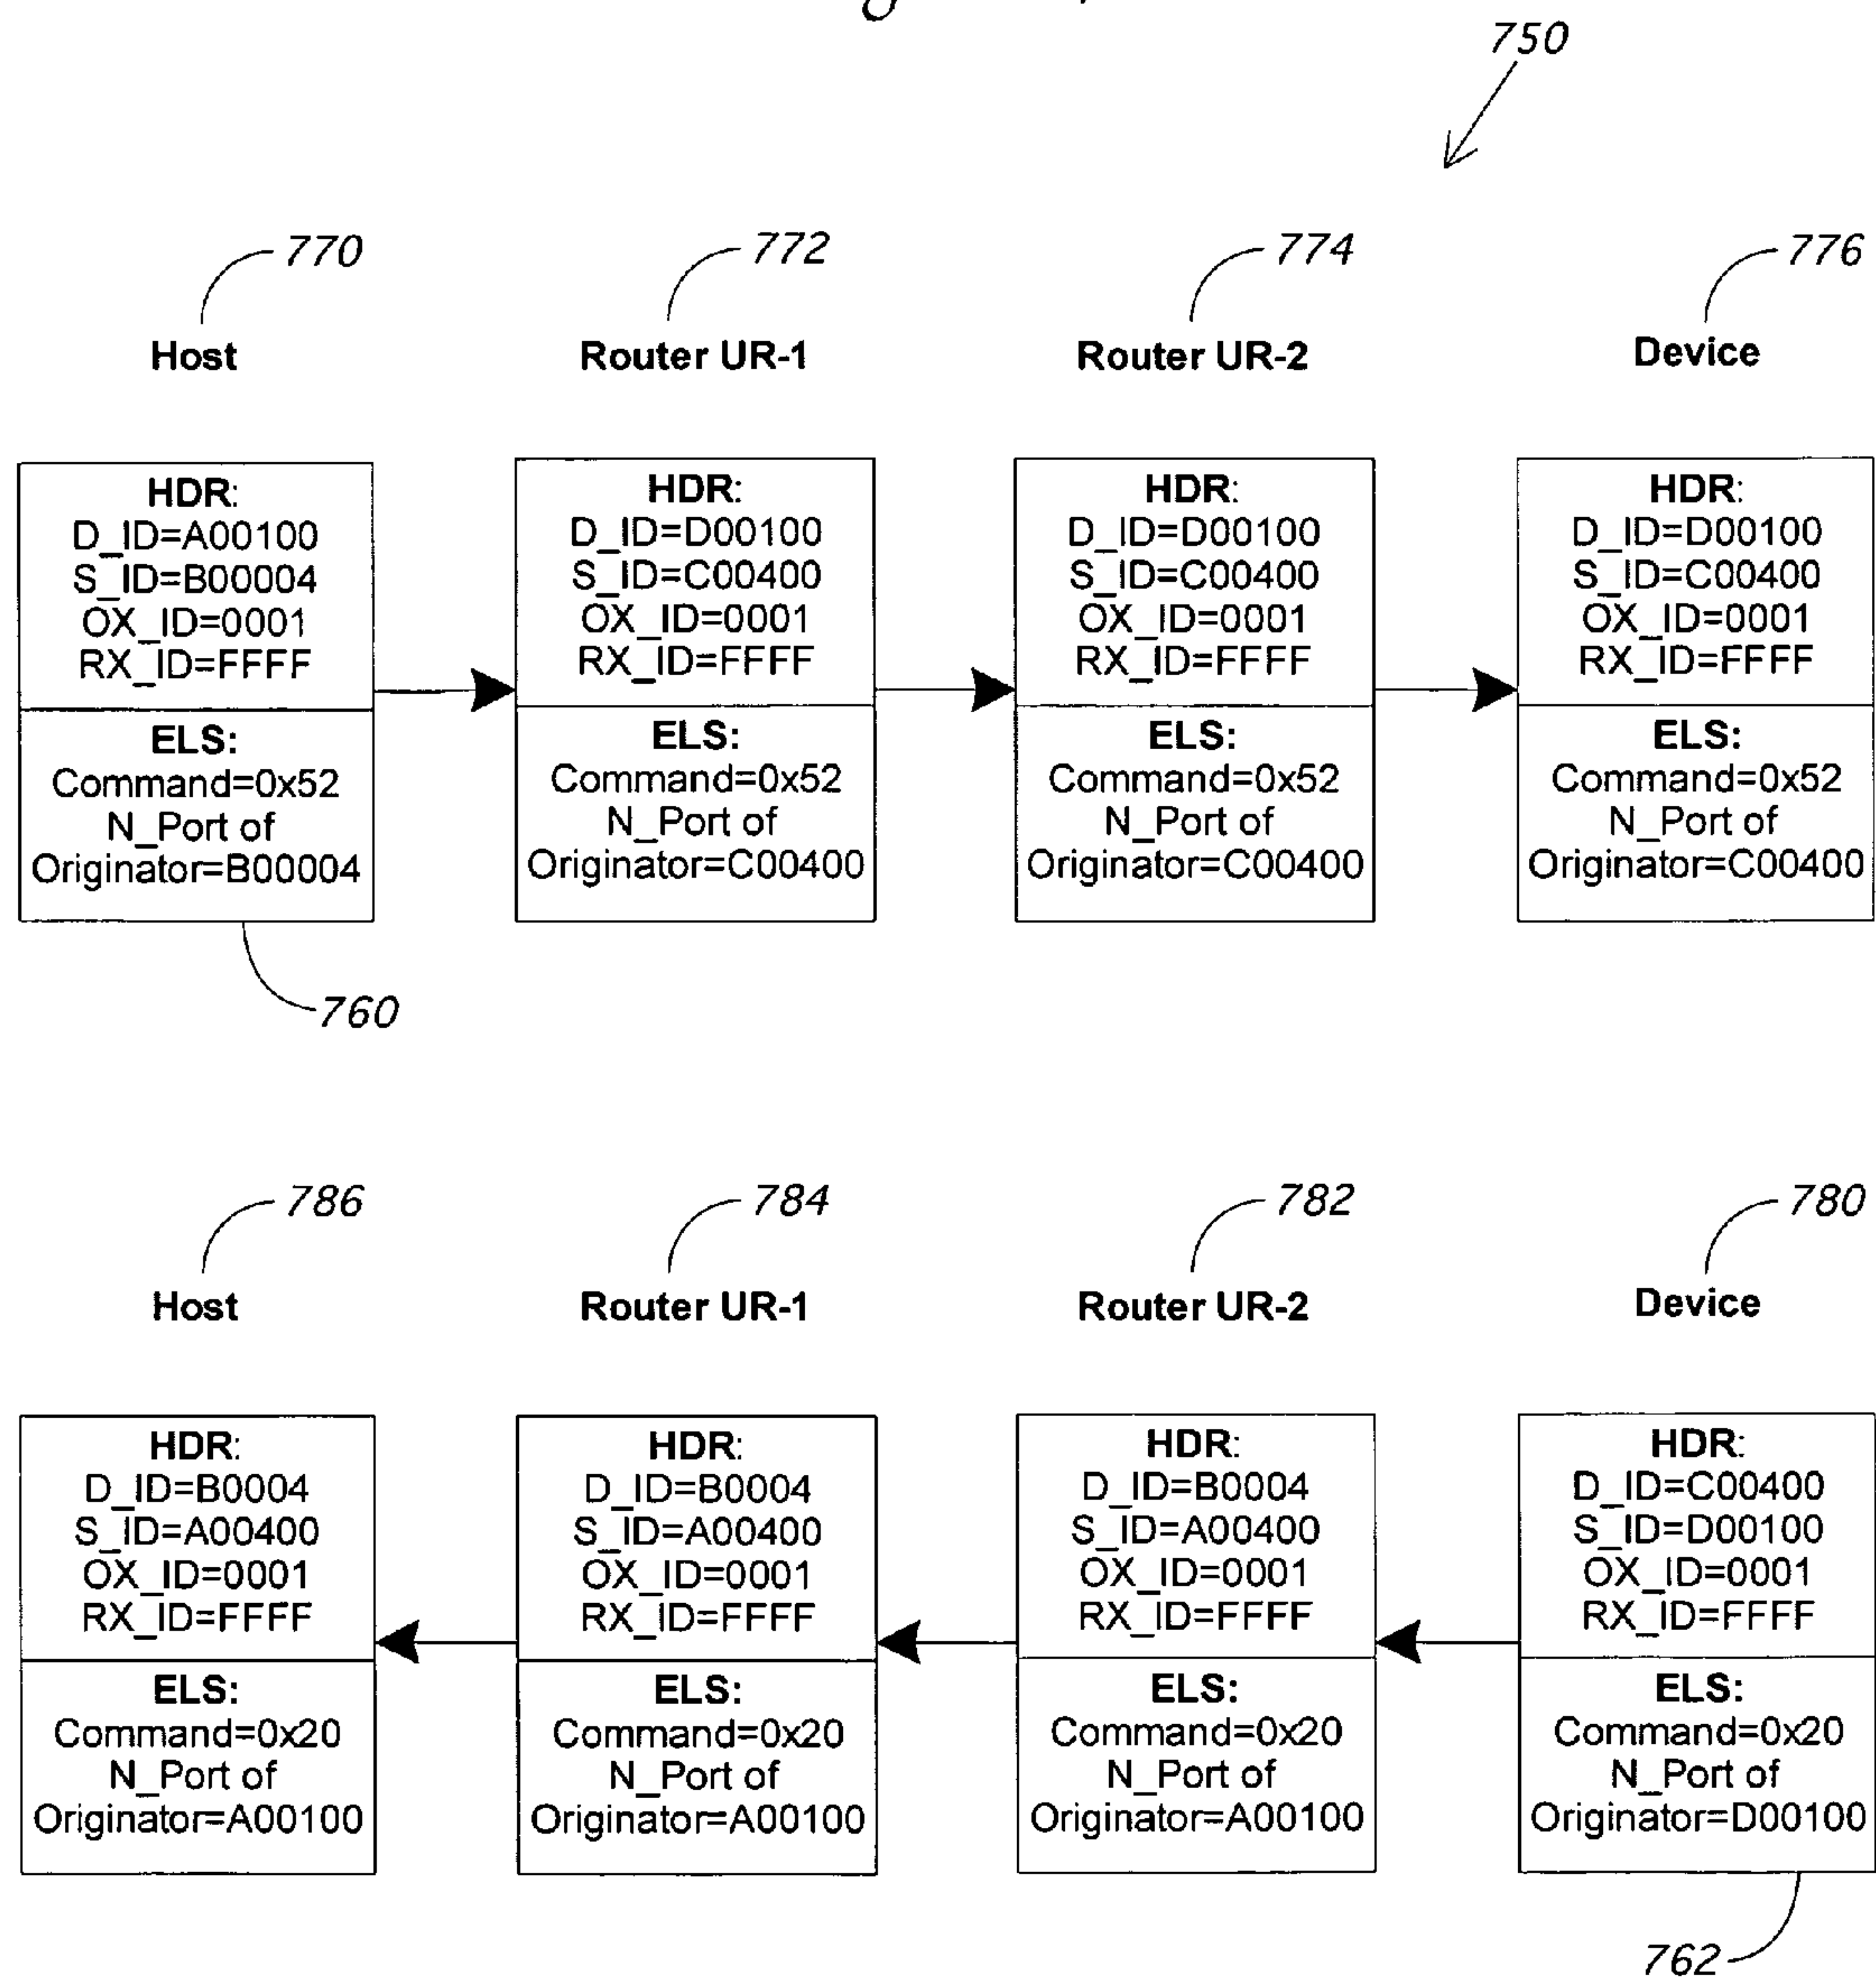 750
770
772
774
776
Host
Router UR-1
Router UR-2
Device
HDR:
D_ID=A00100
S_ID=B00004
OX_ID=0001
RX_ID=FFFF
ELS:
Command=0x52
N_Port of
Originator=B00004
HDR:
D_ID=D00100
S_ID=C00400
OX_ID=0001
RX_ID=FFFF
ELS:
Command=0x52
N_Port of
Originator=C00400
HDR:
D_ID=D00100
S_ID=C00400
OX_ID=0001
RX_ID=FFFF
ELS:
Command=0x52
N_Port of
Originator=C00400
HDR:
D_ID=D00100
S_ID=C00400
OX_ID=0001
RX_ID=FFFF
ELS:
Command=0x52
N_Port of
Originator=C00400
760
786
784
782
780
Host
Router UR-1
Router UR-2
Device
HDR:
D_ID=B0004
S_ID=A00400
OX_ID=0001
RX_ID=FFFF
ELS:
Command=0x20
N_Port of
Originator=A00100
HDR:
D_ID=B0004
S_ID=A00400
OX_ID=0001
RX_ID=FFFF
ELS:
Command=0x20
N_Port of
Originator=A00100
HDR:
D_ID=B0004
S_ID=A00400
OX_ID=0001
RX_ID=FFFF
ELS:
Command=0x20
N_Port of
Originator=A00100
HDR:
D_ID=C00400
S_ID=D00100
OX_ID=0001
RX_ID=FFFF
ELS:
Command=0x20
N_Port of
Originator=D00100
762